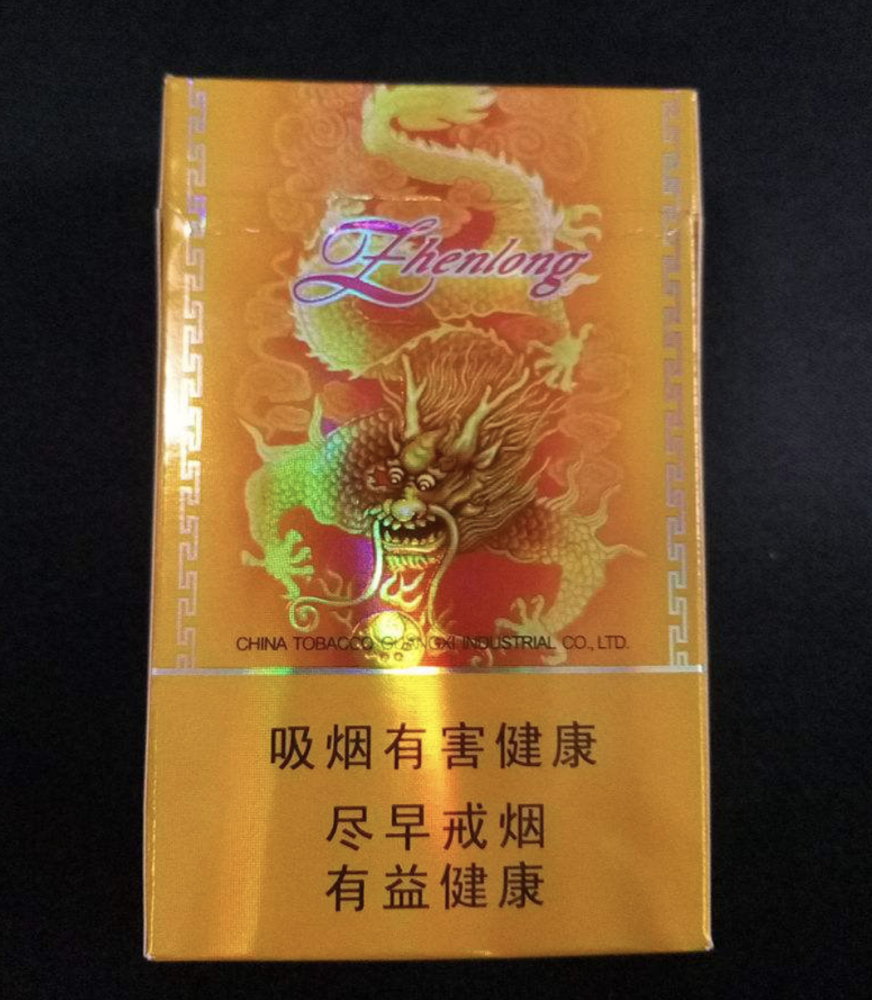 Zhenlong
CHINA TOBACCO GUANGXI INDUSTRIAL CO., LTD.
吸烟有害健康
尽早戒烟
有益健康